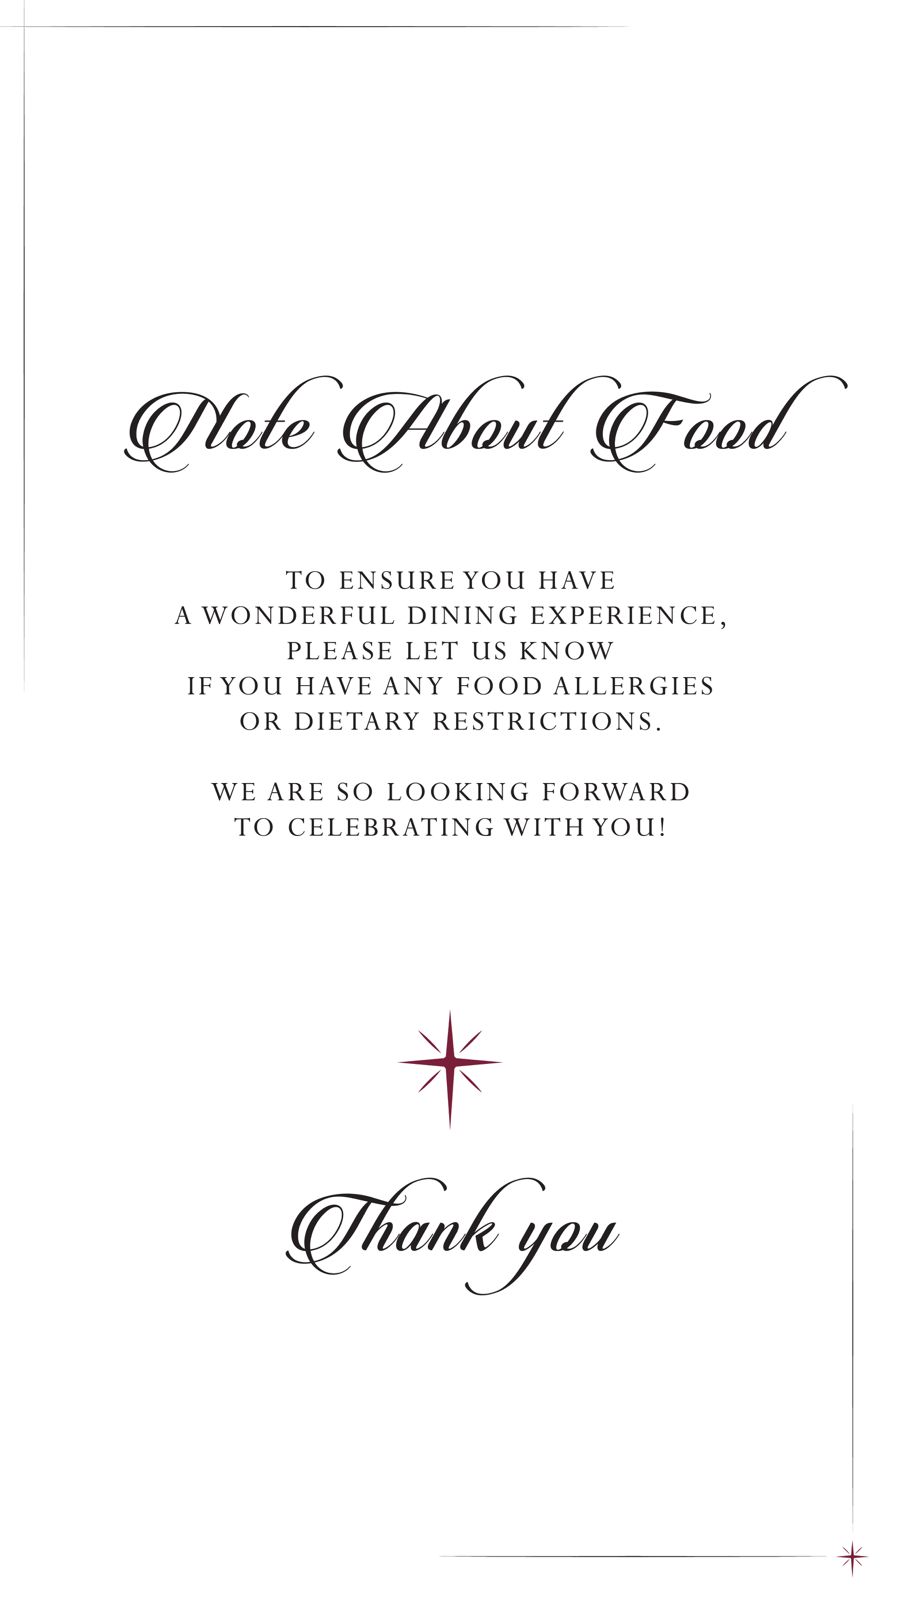 Note About Food
TO ENSURE YOU HAVE
A WONDERFUL DINING EXPERIENCE,
PLEASE LET US KNOW
IF YOU HAVE ANY FOOD ALLERGIES
OR DIETARY RESTRICTIONS.
WE ARE SO LOOKING FORWARD
TO CELEBRATING WITH YOU!
Thank you